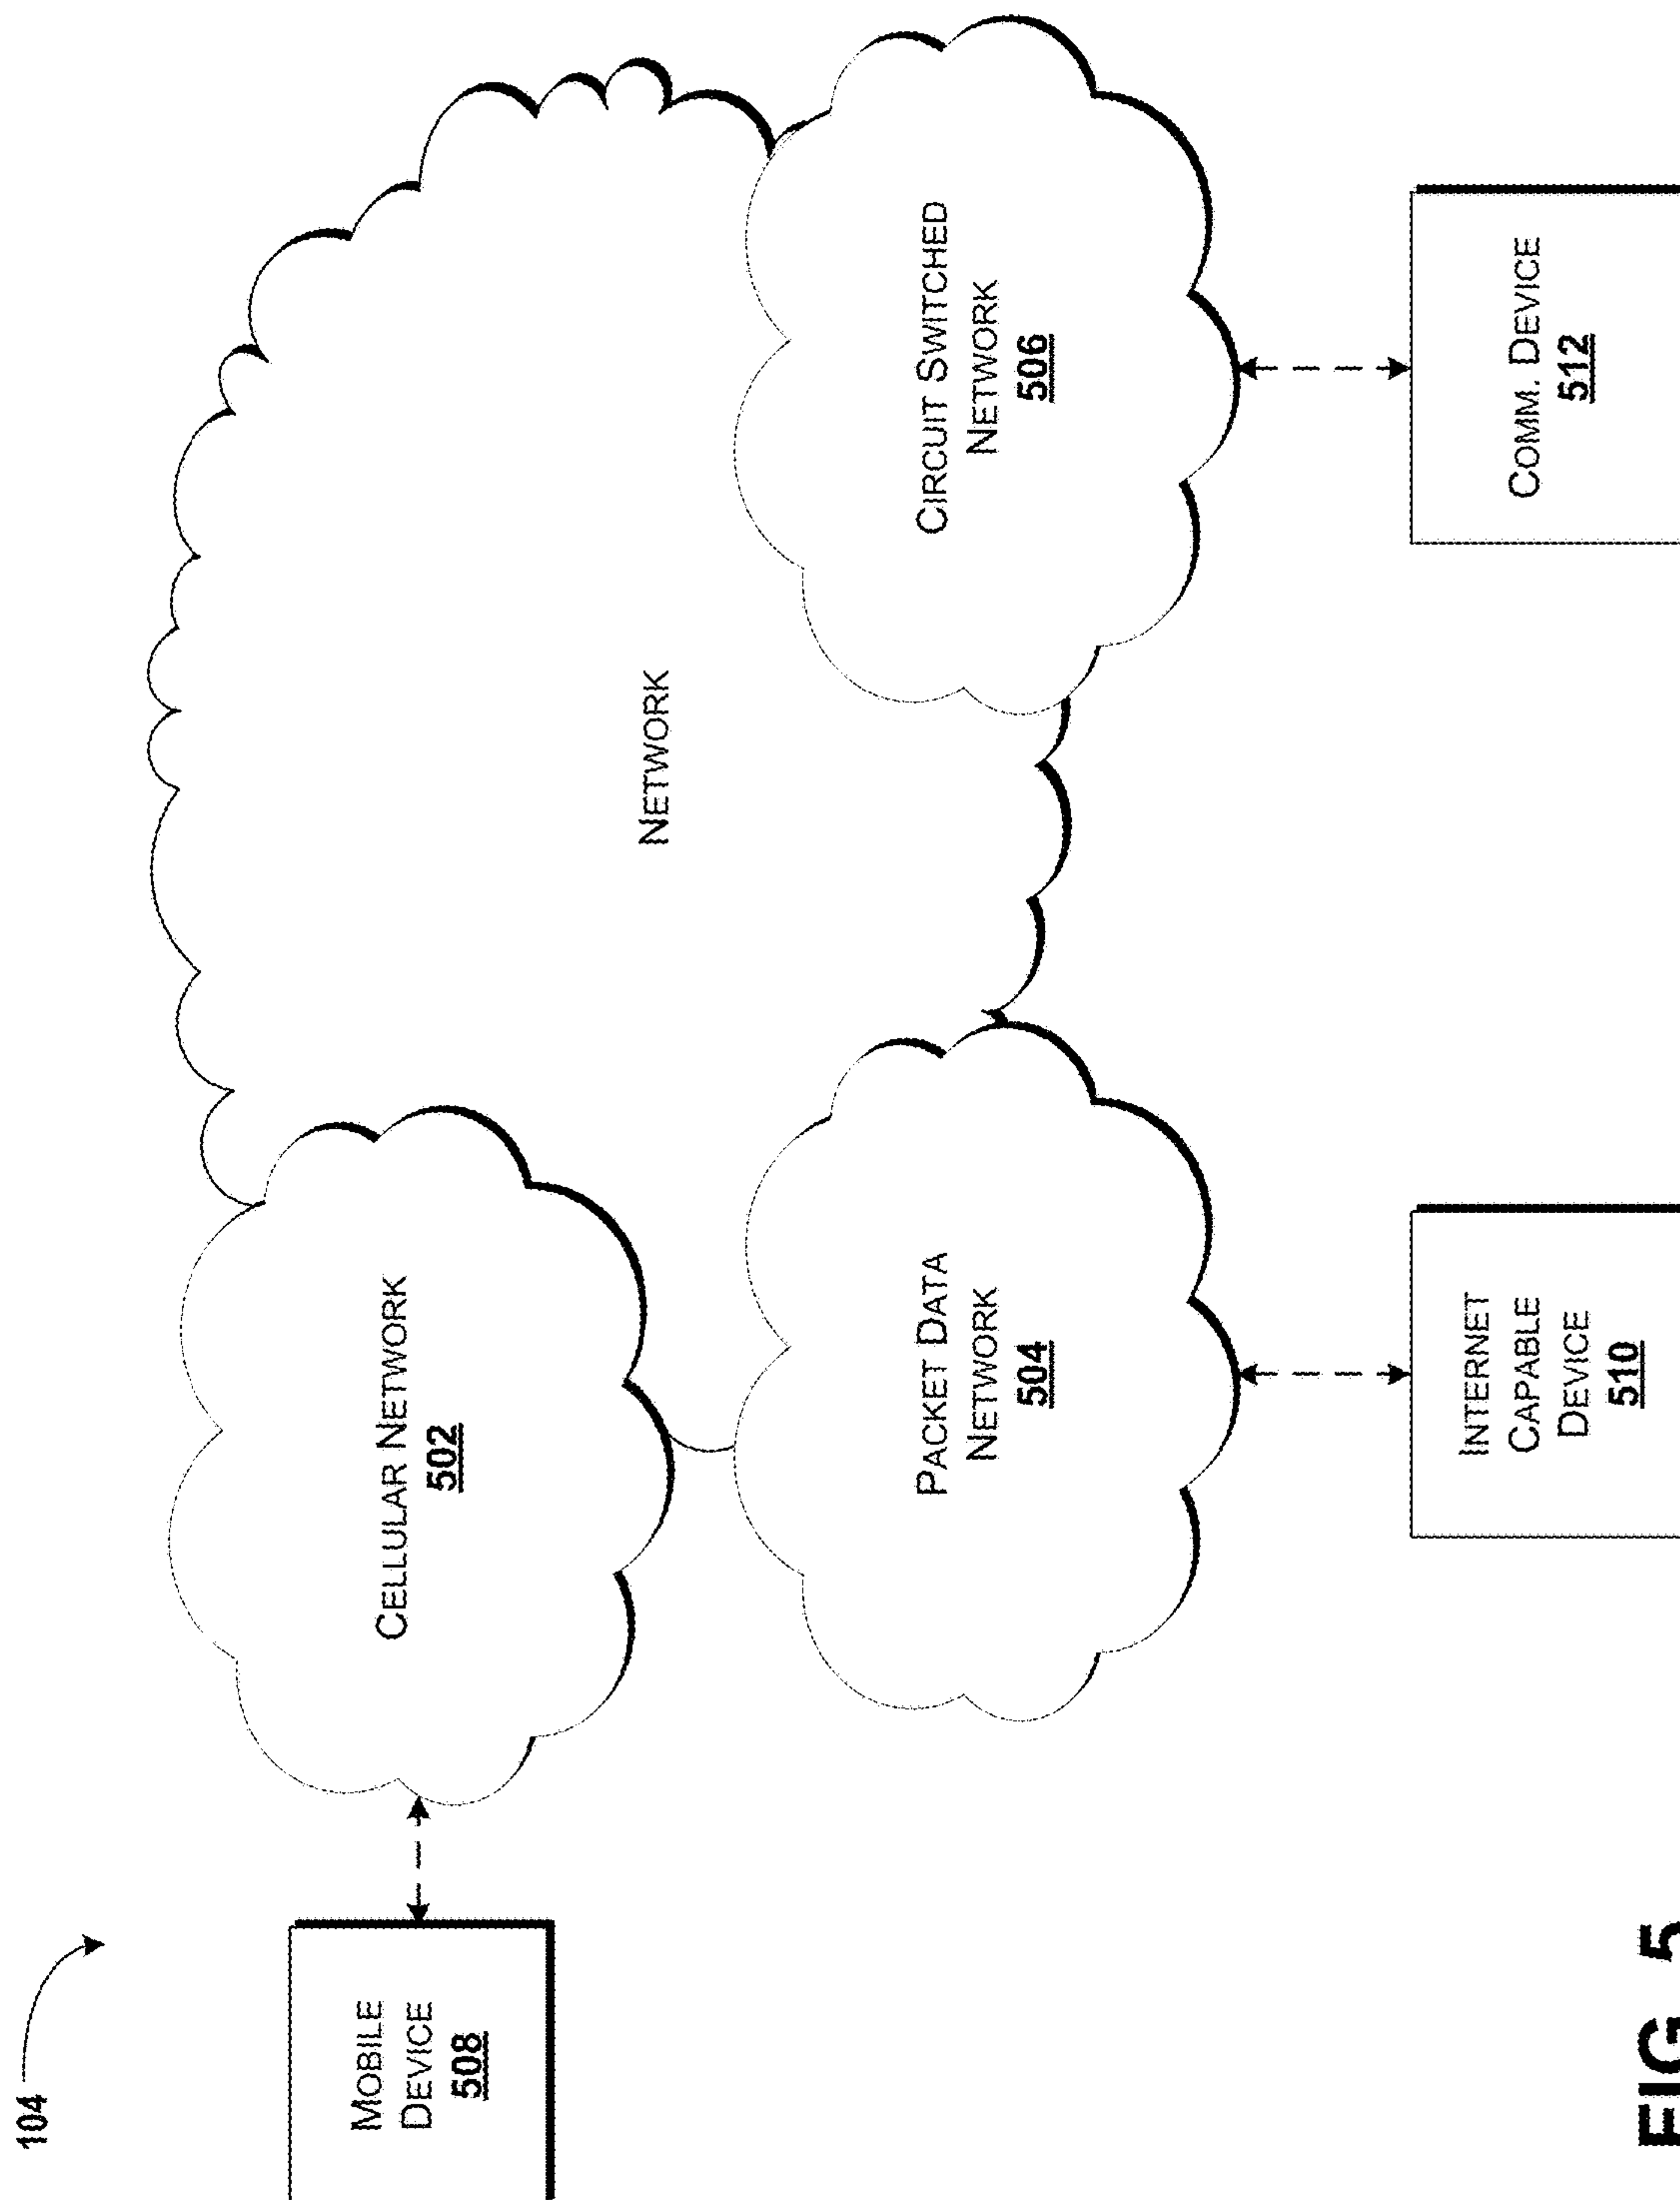 104
MOBILE
DEVICE
508
CELLULAR NETWORK
502
NETWORK
PACKET DATA
NETWORK
504
CIRCUIT SWITCHED
NETWORK
506
INTERNET
CAPABLE
DEVICE
510
COMM. DEVICE
512
FIG. 5